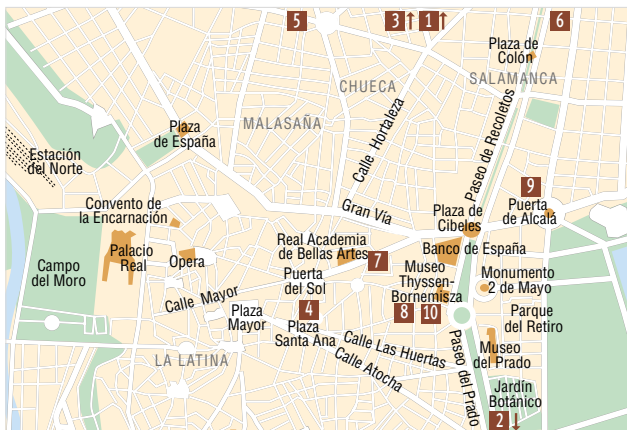 5
3
1
6
Plaza de
Colón
SALAMANCA
CHUECA
MALASAÑA
Calle Hortaleza
Paseo de Recoletos
Plaza
de España
Estación
del Norte
9
Convento de
la Encarnación
Gran Vía
Plaza de
Cibeles
Puerta
de Alcalá
Real Academia
de Bellas Artes
7
Banco de España
Palacio
Real
Opera
Campo
del Moro
Puerta
del Sol
Museo
Thyssen-
Bornemisza
Monumento
2 de Mayo
Calle Mayor
4
8
10
Plaza
Mayor
Plaza
Santa Ana
Parque
del Retiro
Calle Las Huertas
Calle Atocha
Paseo del Prado
Museo
del Prado
LA LATINA
Jardín
Botánico
2